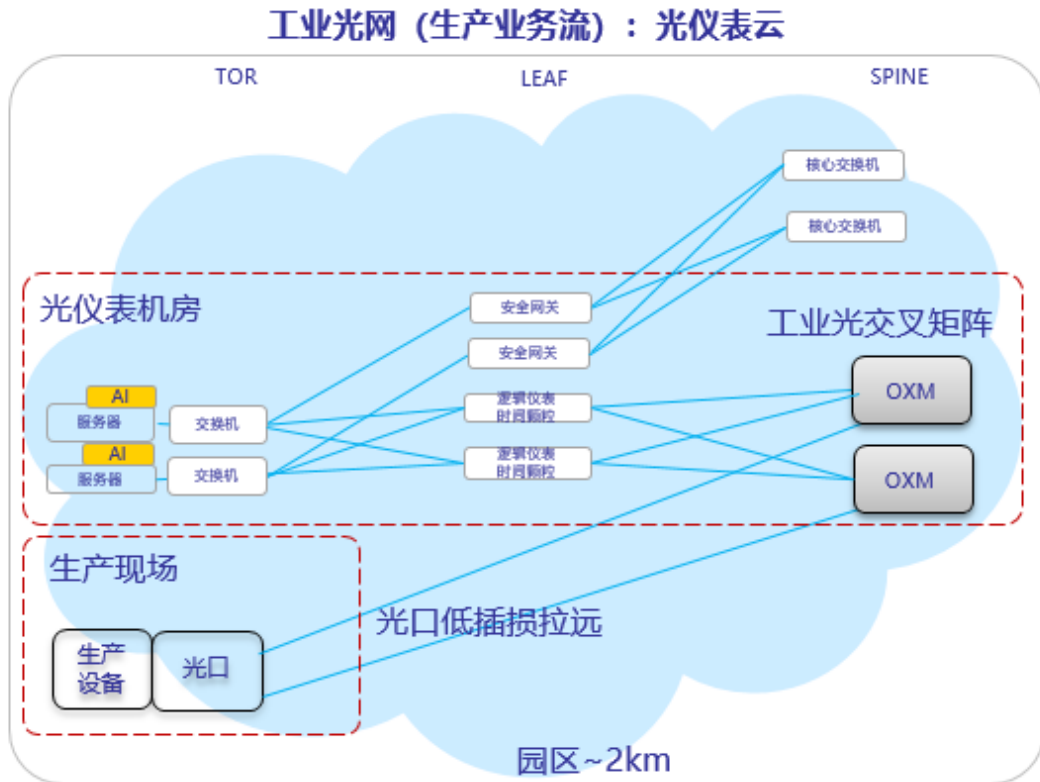 工业光网（生产业务流）：光仪表云
TOR
LEAF
SPINE
核心交换机
核心交换机
光仪表机房
安全网关
工业光交叉矩阵
安全网关
AI
服务器
交换机
逻辑仪表
时间颗粒
OXM
AI
服务器
交换机
逻辑仪表
时间颗粒
OXM
生产现场
光口低插损拉远
生产
设备
光口
园区~2km